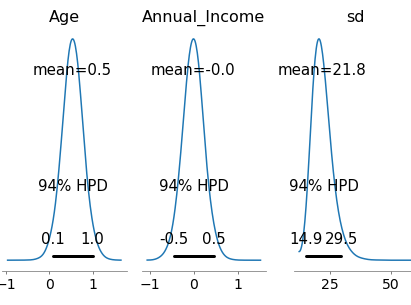 Age Annual_Income sd
mean=0.5 mean=-0.0 mean=21.8
94% HPD 94% HPD 94% HPD
0.1 1.0 -0.5 0.5 14.9 29.5
−1 0 1 −1 0 1 25 50